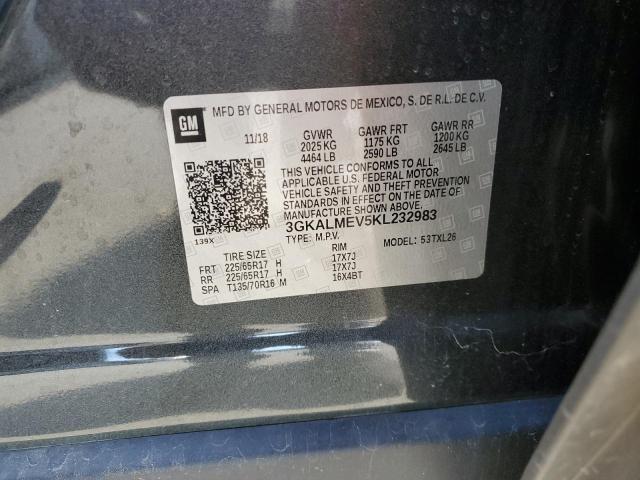 GM
MFD BY GENERAL MOTORS DE MEXICO, S. DE R.L. DE C.V.
11/18 GVWR GAWR FRT GAWR RR
2025 KG 1175 KG 1200 KG
4464 LB 2590 LB 2645 LB
THIS VEHICLE CONFORMS TO ALL
APPLICABLE U.S. FEDERAL MOTOR
VEHICLE SAFETY AND THEFT PREVENTION
STANDARDS IN EFFECT ON THE DATE OF
MANUFACTURE SHOWN ABOVE.
3GKALMEV5KL232983
139X TYPE: M.P.V. MODEL: 53TXL26
TIRE SIZE RIM
FRT 225/65R17 H 17X7J
RR 225/65R17 H 17X7J
SPA T135/70R16 M 16X4BT